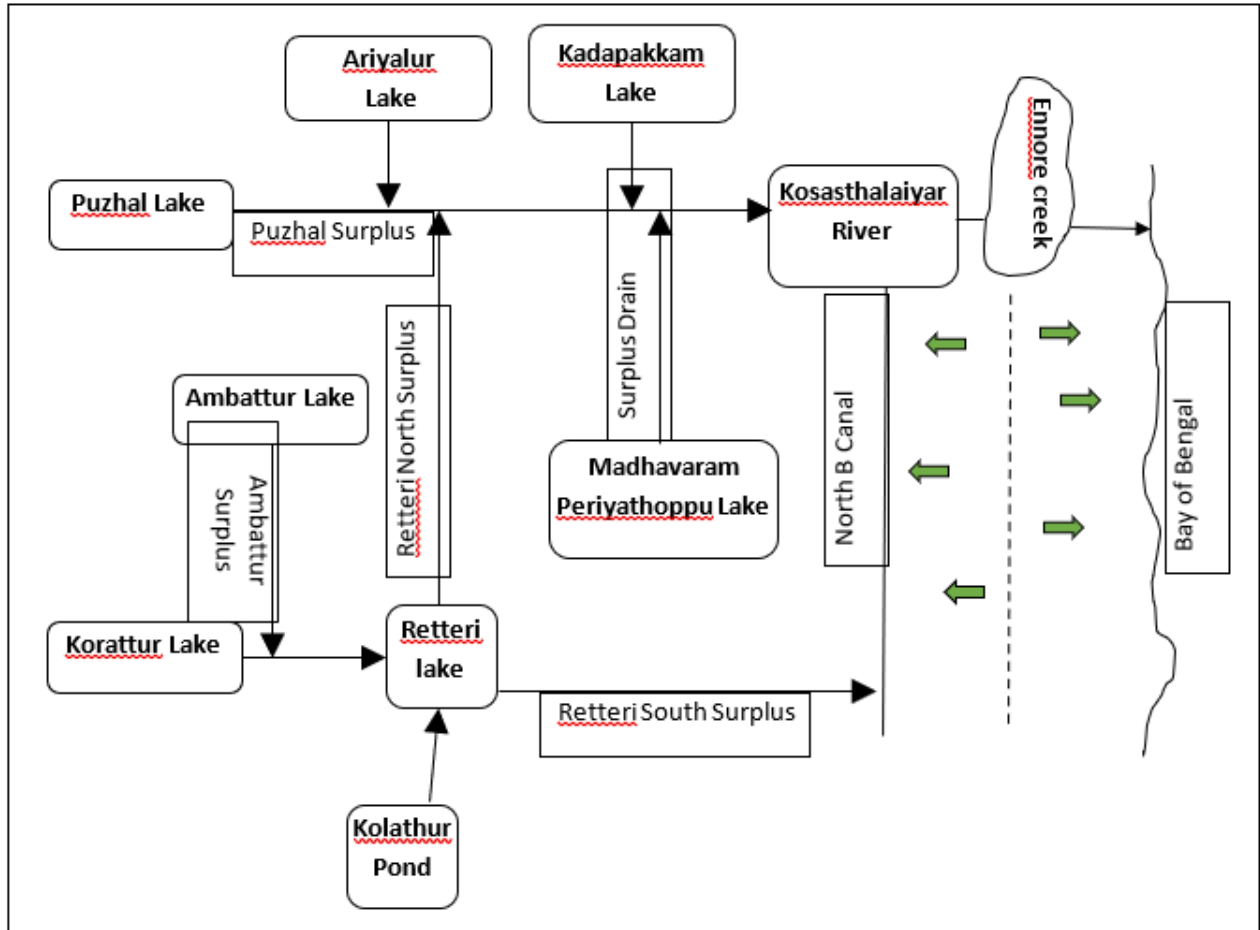 Ariyalur
Lake
Kadapakkam
Lake
Ennore creek
Puzhal Lake
Puzhal Surplus
Kosasthalaiyar
River
Retteri North Surplus
Surplus Drain
North B Canal
Bay of Bengal
Ambattur Lake
Ambattur
Surplus
Madhavaram
Periyathoppu Lake
Korattur Lake
Retteri
lake
Retteri South Surplus
Kolathur
Pond